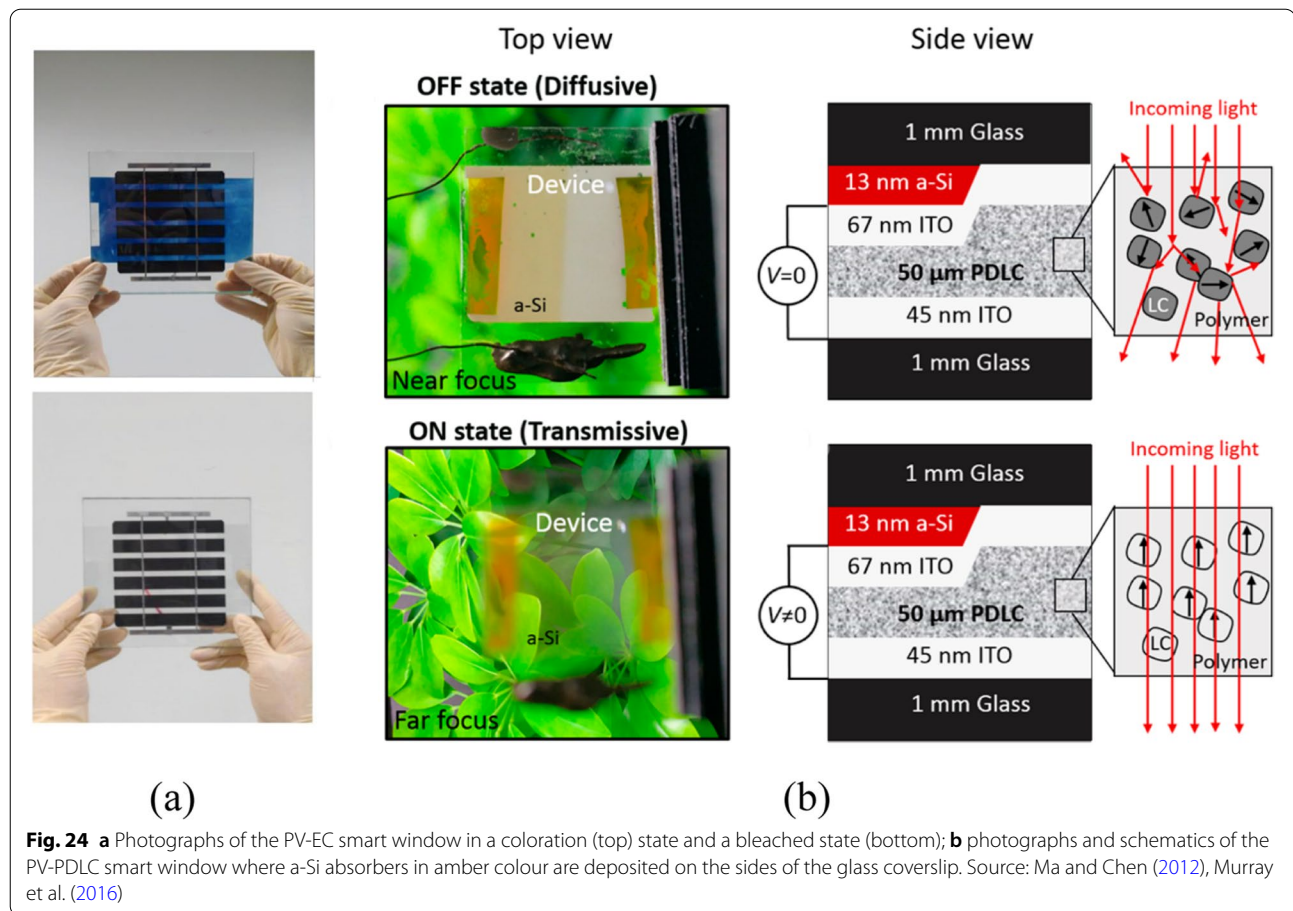 Top view
Side view
OFF state (Diffusive)
Device
a-Si
Near focus
1 mm Glass
13 nm a-Si
67 nm ITO
50 µm PDLC
45 nm ITO
1 mm Glass
V=0
Incoming light
LC
Polymer
ON state (Transmissive)
Device
a-Si
Far focus
1 mm Glass
13 nm a-Si
67 nm ITO
50 µm PDLC
45 nm ITO
1 mm Glass
V≠0
Incoming light
LC
Polymer
(a)
(b)
Fig. 24 a Photographs of the PV-EC smart window in a coloration (top) state and a bleached state (bottom); b photographs and schematics of the
PV-PDLC smart window where a-Si absorbers in amber colour are deposited on the sides of the glass coverslip. Source: Ma and Chen (2012), Murray
et al. (2016)